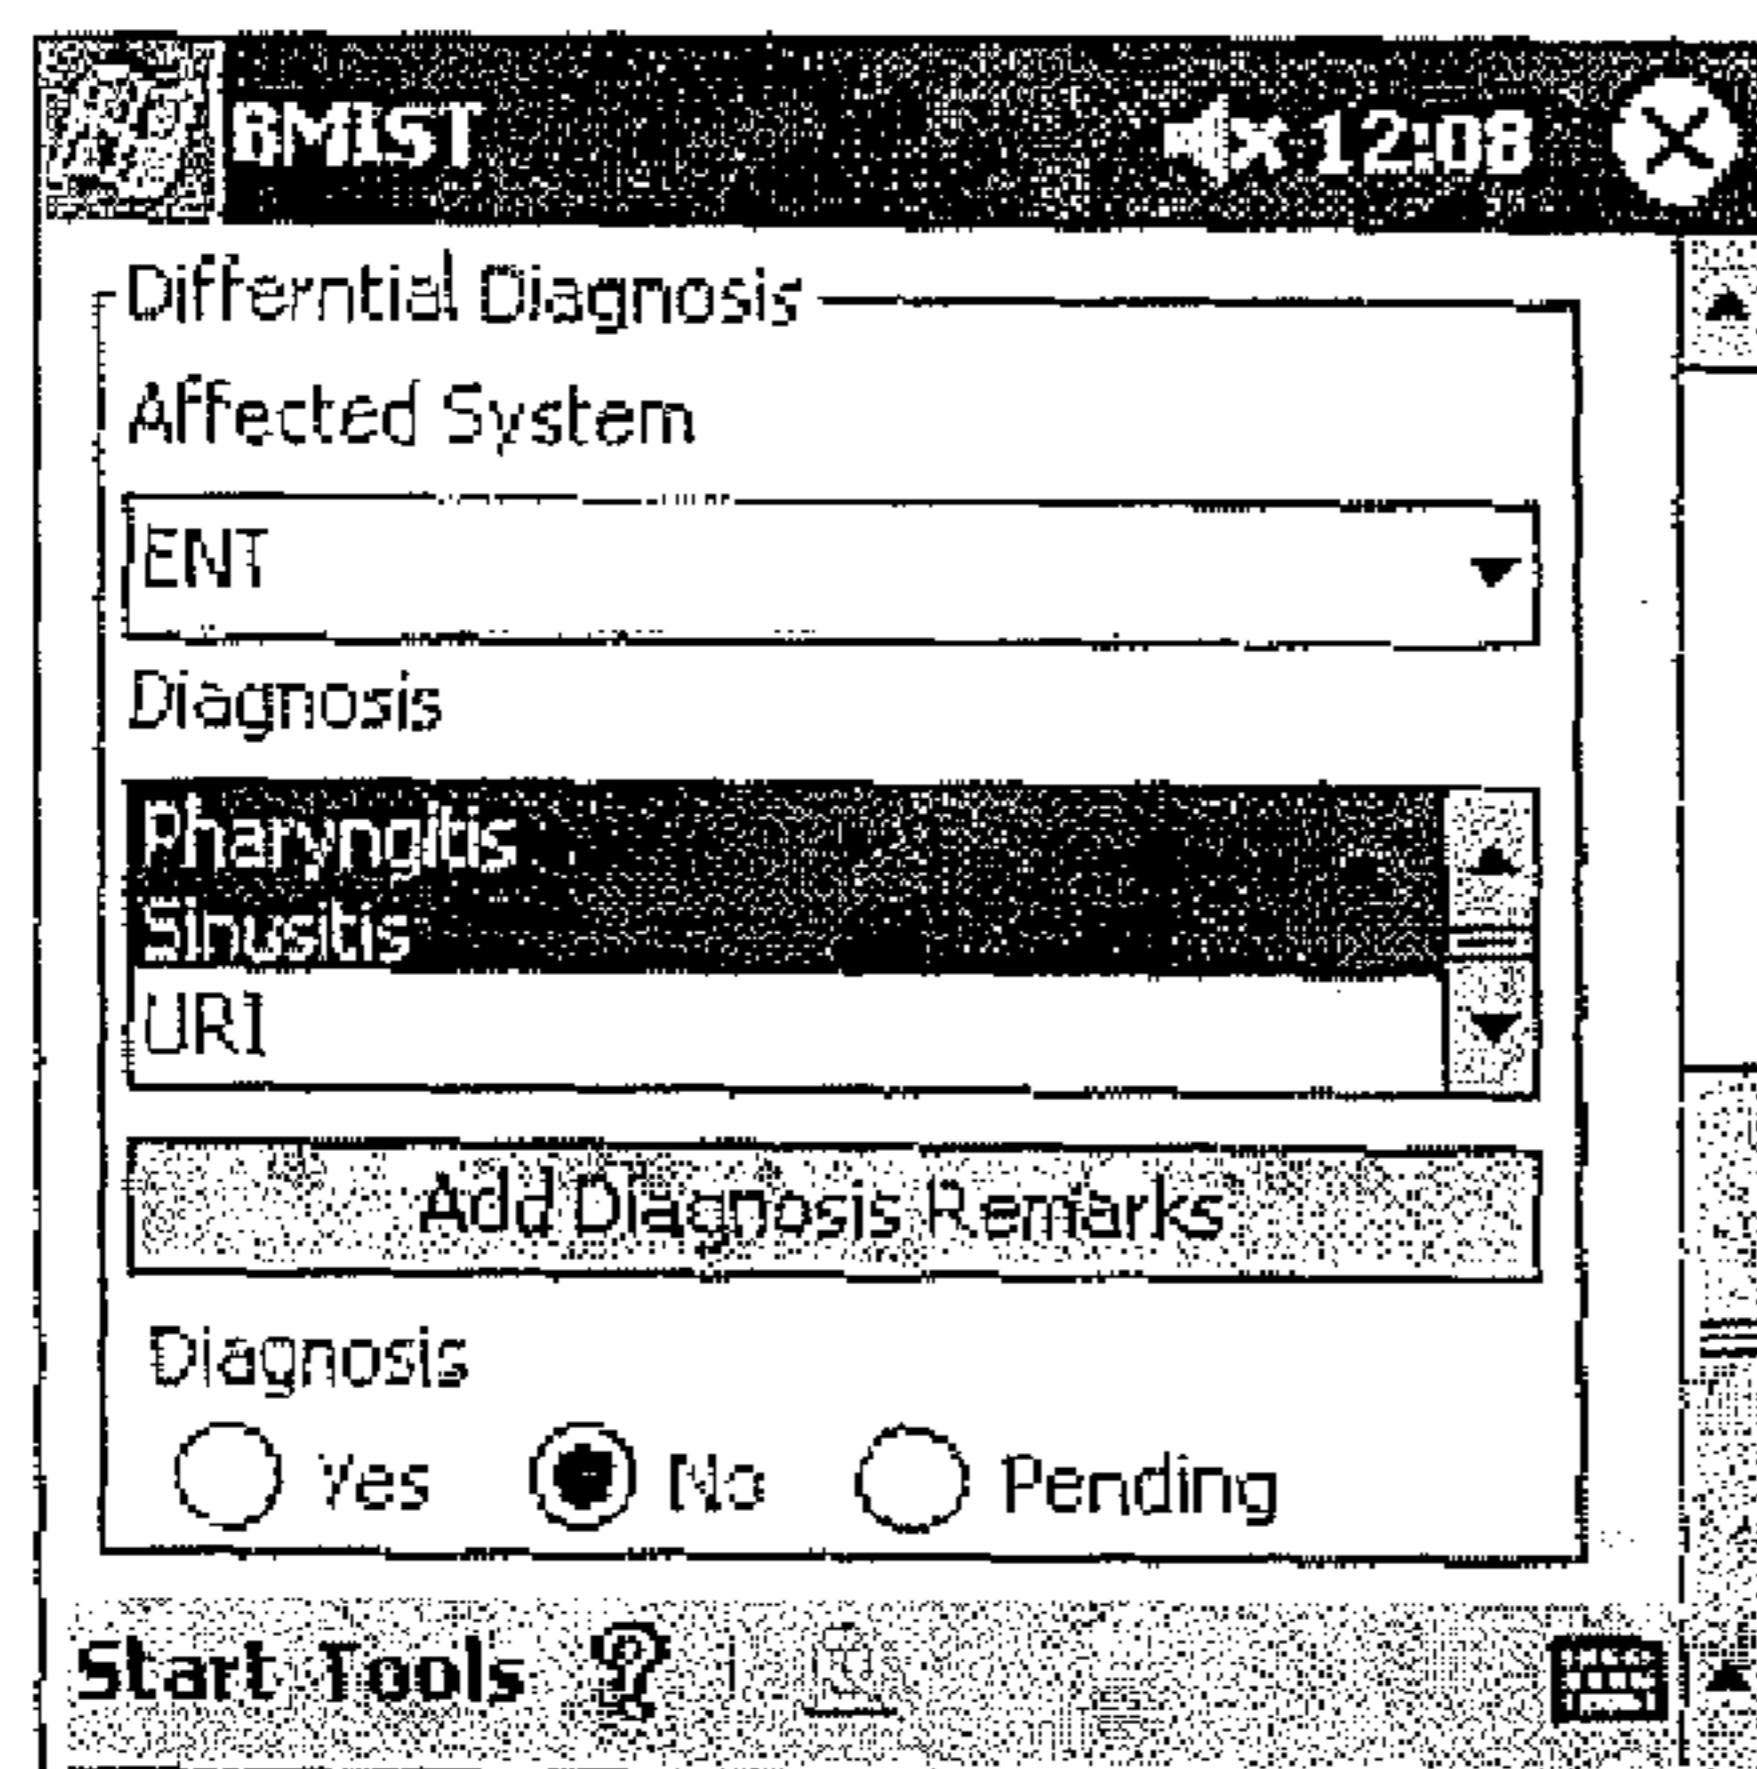 BMIST 12:08
Differntial Diagnosis
Affected System
ENT
Diagnosis
Pharyngitis
Sinusitis
URI
Add Diagnosis Remarks
Diagnosis
Yes No Pending
Start Tools ?